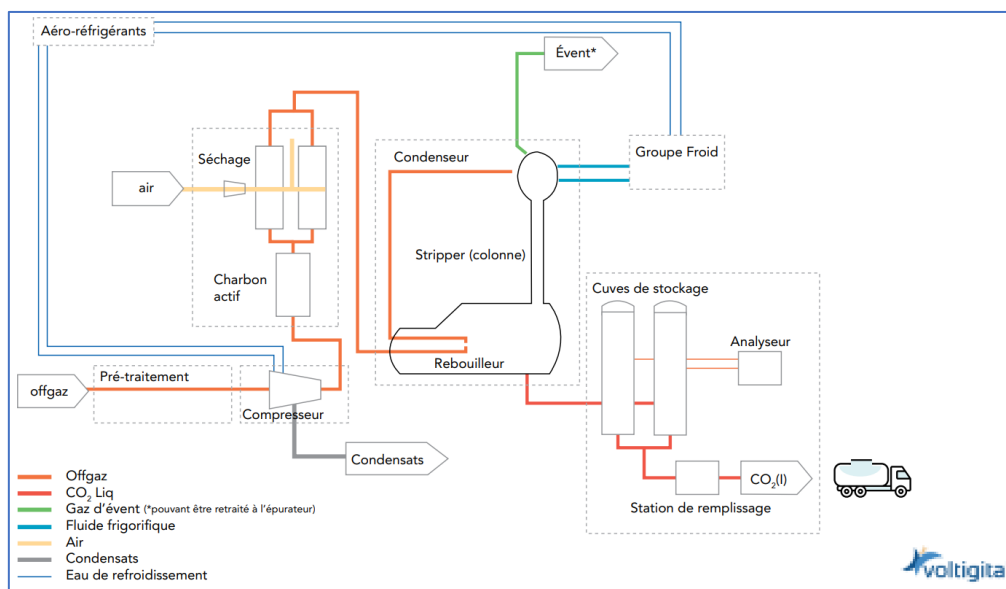 Aéro-réfrigérants
Évent*
Séchage
Condenseur
Groupe Froid
air
Stripper (colonne)
Charbon
actif
Cuves de stockage
Analyseur
Rebouilleur
Pré-traitement
offgaz
Compresseur
Condensats
CO₂(l)
Station de remplissage
Offgaz
CO₂ Liq
Gaz d'évent (*pouvant être retraité à l'épurateur)
Fluide frigorifique
Air
Condensats
Eau de refroidissement
voltigita